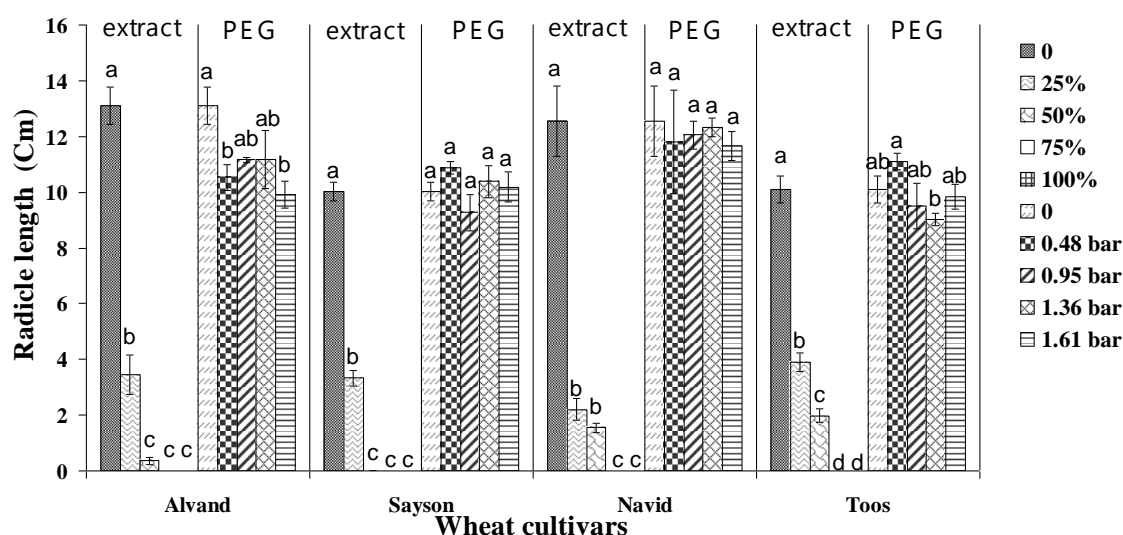 extract PEG extract PEG extract PEG extract PEG
16
14
12
10
8
6
4
2
0
Radicle length ((Cm)
a b c c c a b ab ab b
a b c c c a a a a a
a b b c c a a a a a
a b c d d ab a ab b ab
Alvand Sayson Navid Toos
Wheat cultivars
0
25%
50%
75%
100%
0
0.48 bar
0.95 bar
1.36 bar
1.61 bar